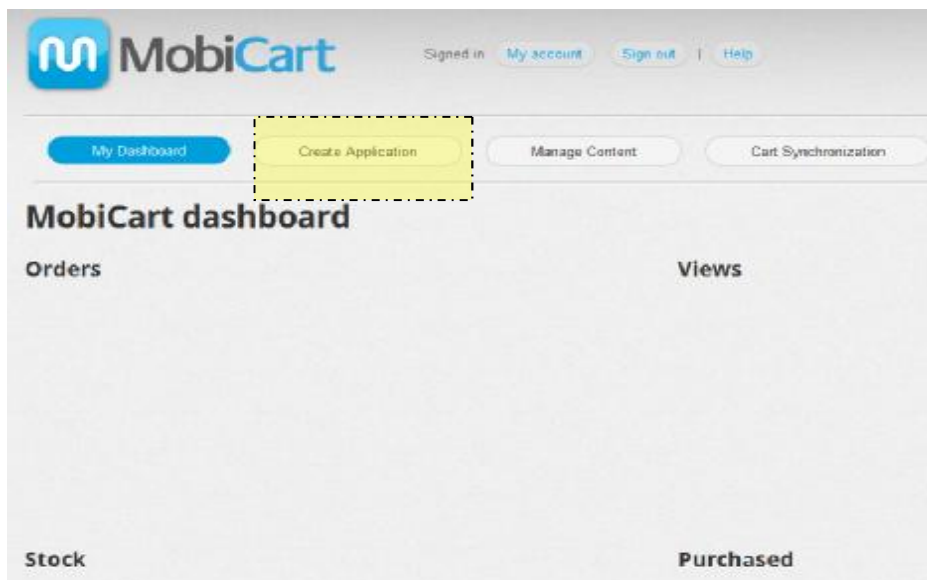 MobiCart
Signed in My account Sign out | Help
My Dashboard Create Application Manage Content Cart Synchronization
MobiCart dashboard
Orders Views
Stock Purchased